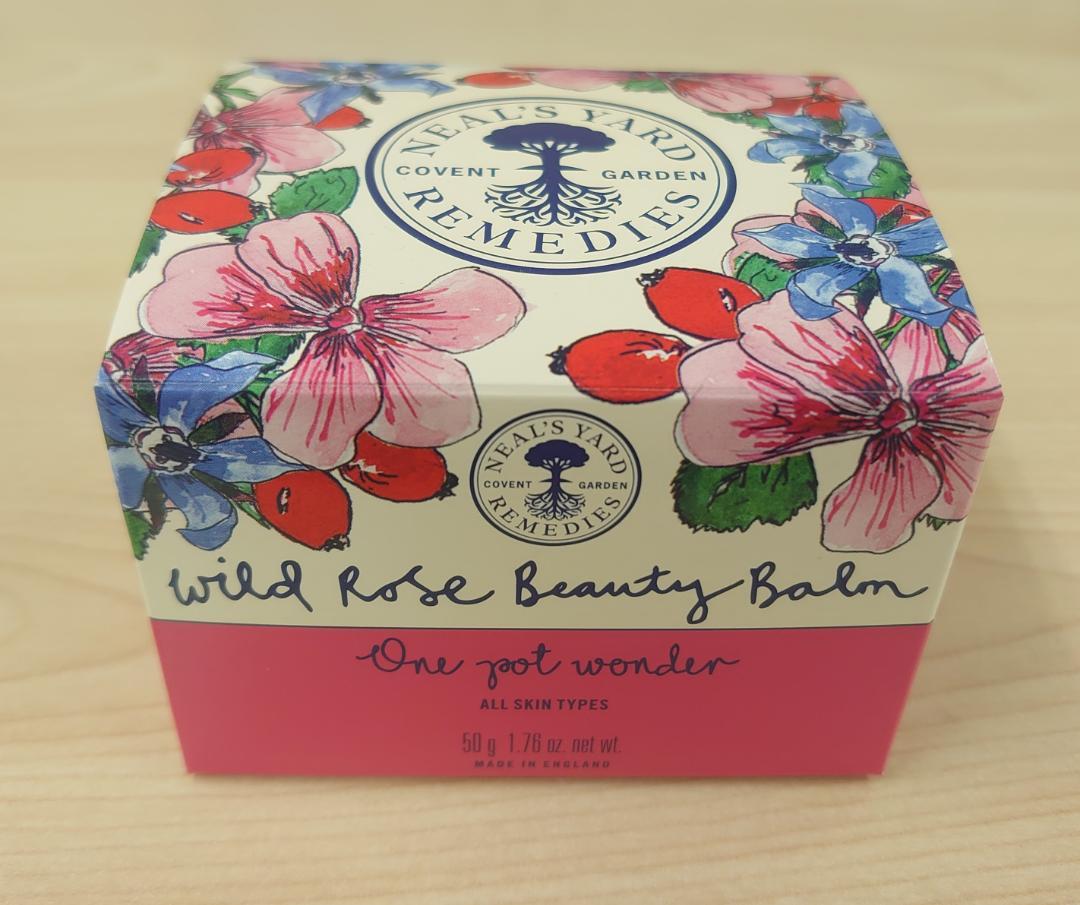 NEAL'S YARD
COVENT GARDEN
REMEDIES
NEAL'S YARD
COVENT GARDEN
REMEDIES
Wild Rose Beauty Balm
One pot wonder
ALL SKIN TYPES
50 g 1.76 oz. net wt.
MADE IN ENGLAND